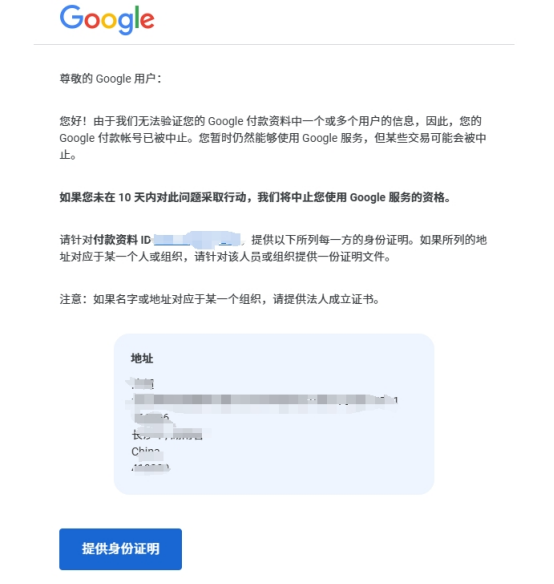 Google
尊敬的 Google 用户：
您好！由于我们无法验证您的 Google 付款资料中一个或多个用户的信息，因此，您的
Google 付款帐号已被中止。您暂时仍然能够使用 Google 服务，但某些交易可能会被中
止。
如果您未在 10 天内对此问题采取行动，我们将中止您使用 Google 服务的资格。
请针对付款资料 ID 提供以下所列每一方的身份证明。如果所列的地
址对应于某一个人或组织，请针对该人员或组织提供一份证明文件。
注意：如果名字或地址对应于某一个组织，请提供法人成立证书。
地址
China
提供身份证明